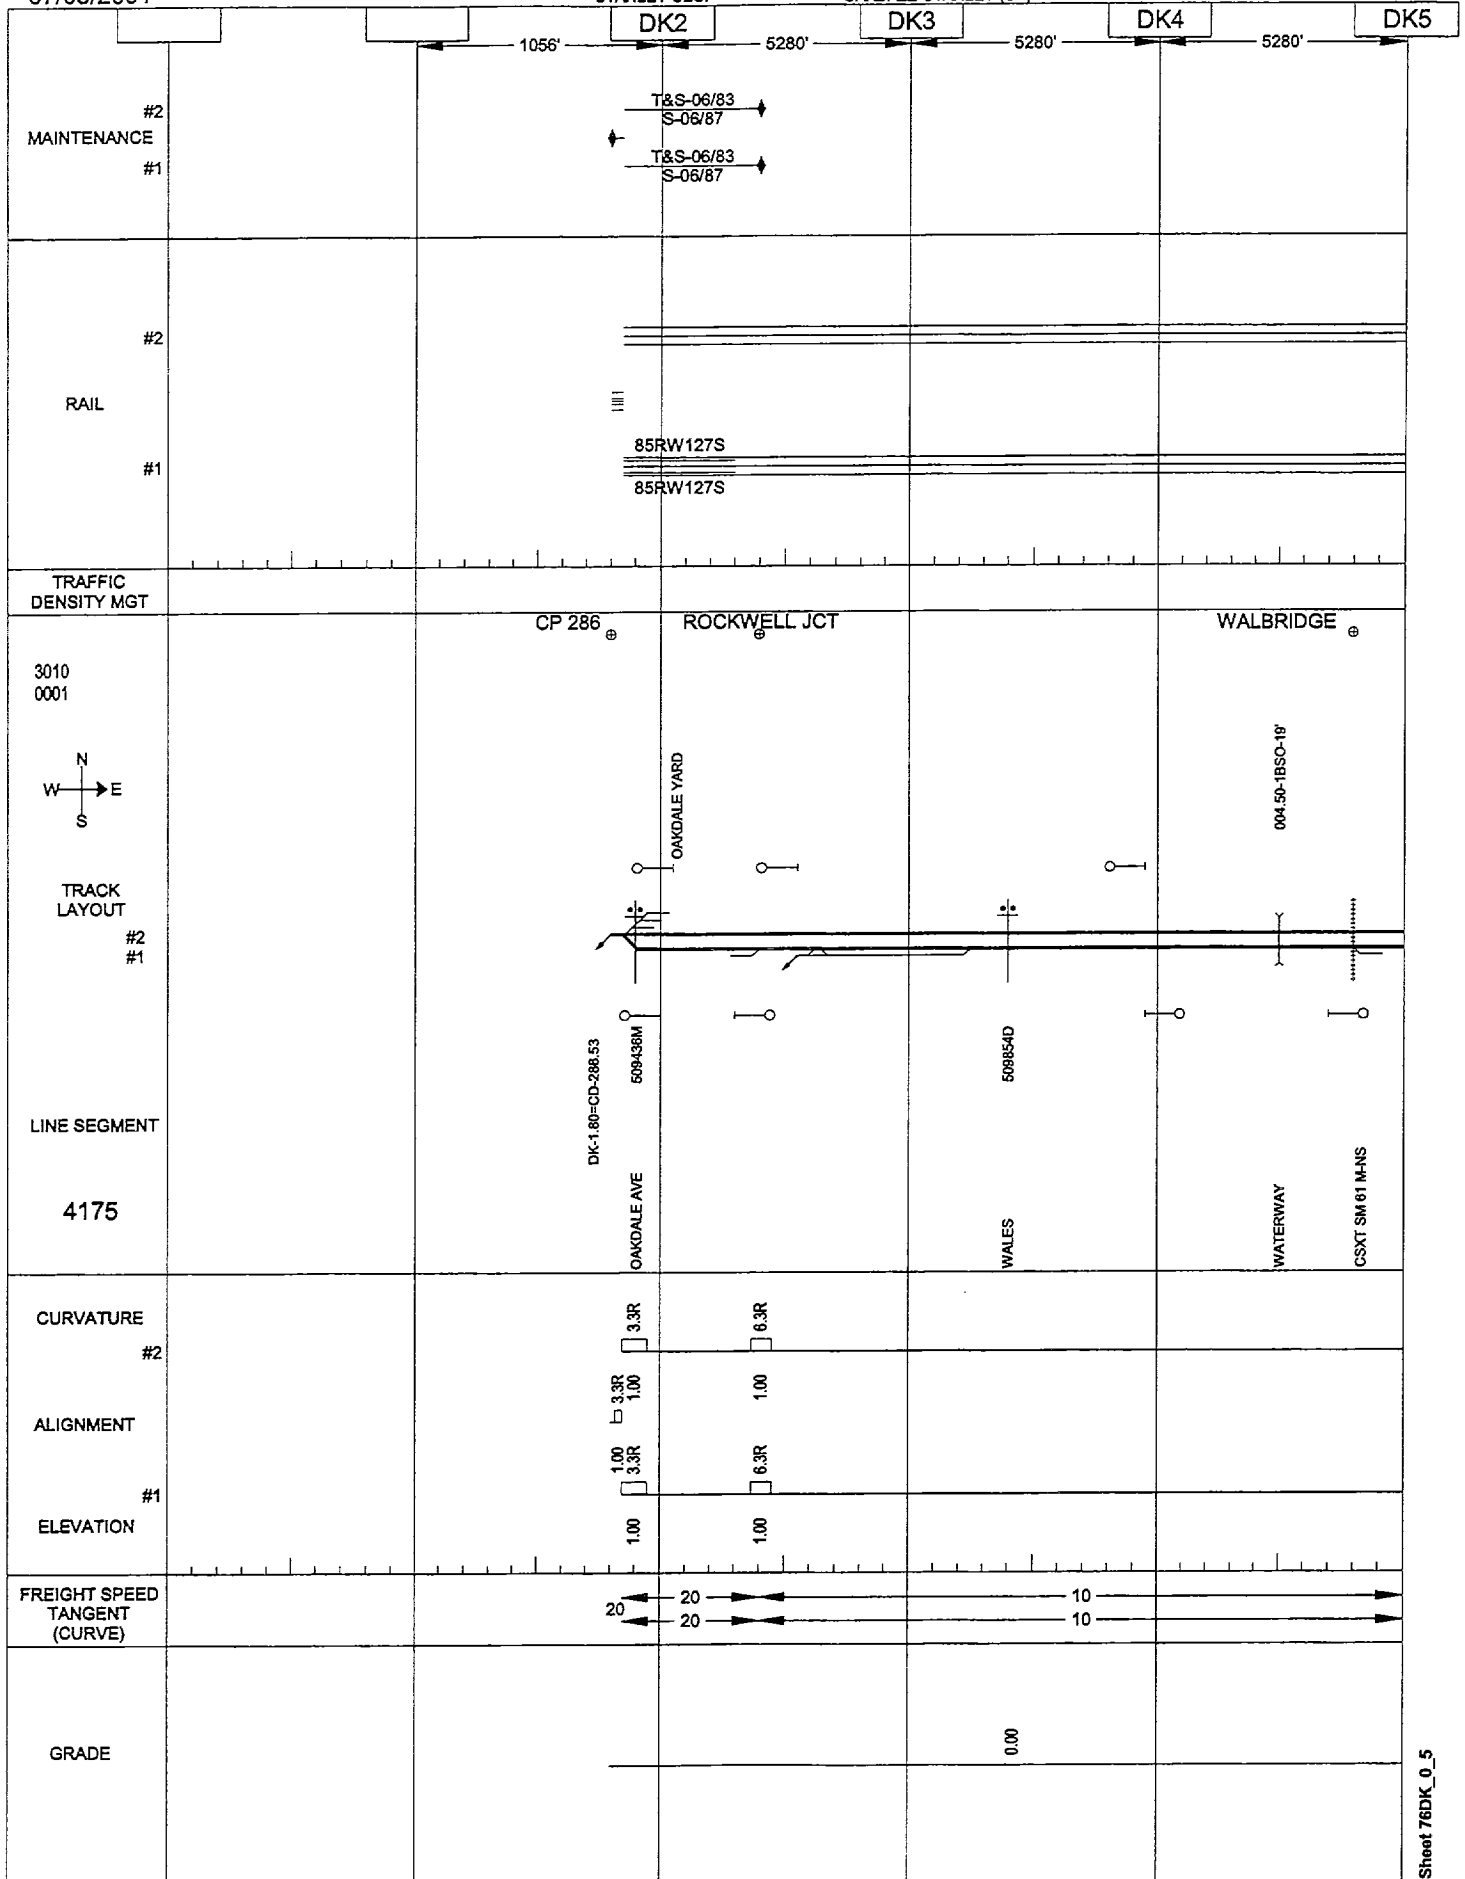 DK2 DK3 DK4 DK5
1056' 5280' 5280' 5280'
#2
T&S-06/83
S-06/87
MAINTENANCE
#1
T&S-06/83
S-06/87
#2
RAIL
#1
85RW127S
85RW127S
TRAFFIC
DENSITY MGT
CP 286 ROCKWELL JCT WALBRIDGE
3010
0001
N
W E
S
OAKDALE YARD
004.50-1BSO-19'
TRACK
LAYOUT
#2
#1
DK-1.80=CD-286.53
509436M
509854D
LINE SEGMENT
4175
OAKDALE AVE
WALES
WATERWAY
CSXT SM 61 M-NS
CURVATURE
#2
3.3R 6.3R
1.00 1.00
3.3R
ALIGNMENT
1.00
3.3R 6.3R
#1
ELEVATION
1.00 1.00
FREIGHT SPEED
TANGENT
(CURVE)
20 10
20
20 10
GRADE
0.00
Sheet 76DK_0_5